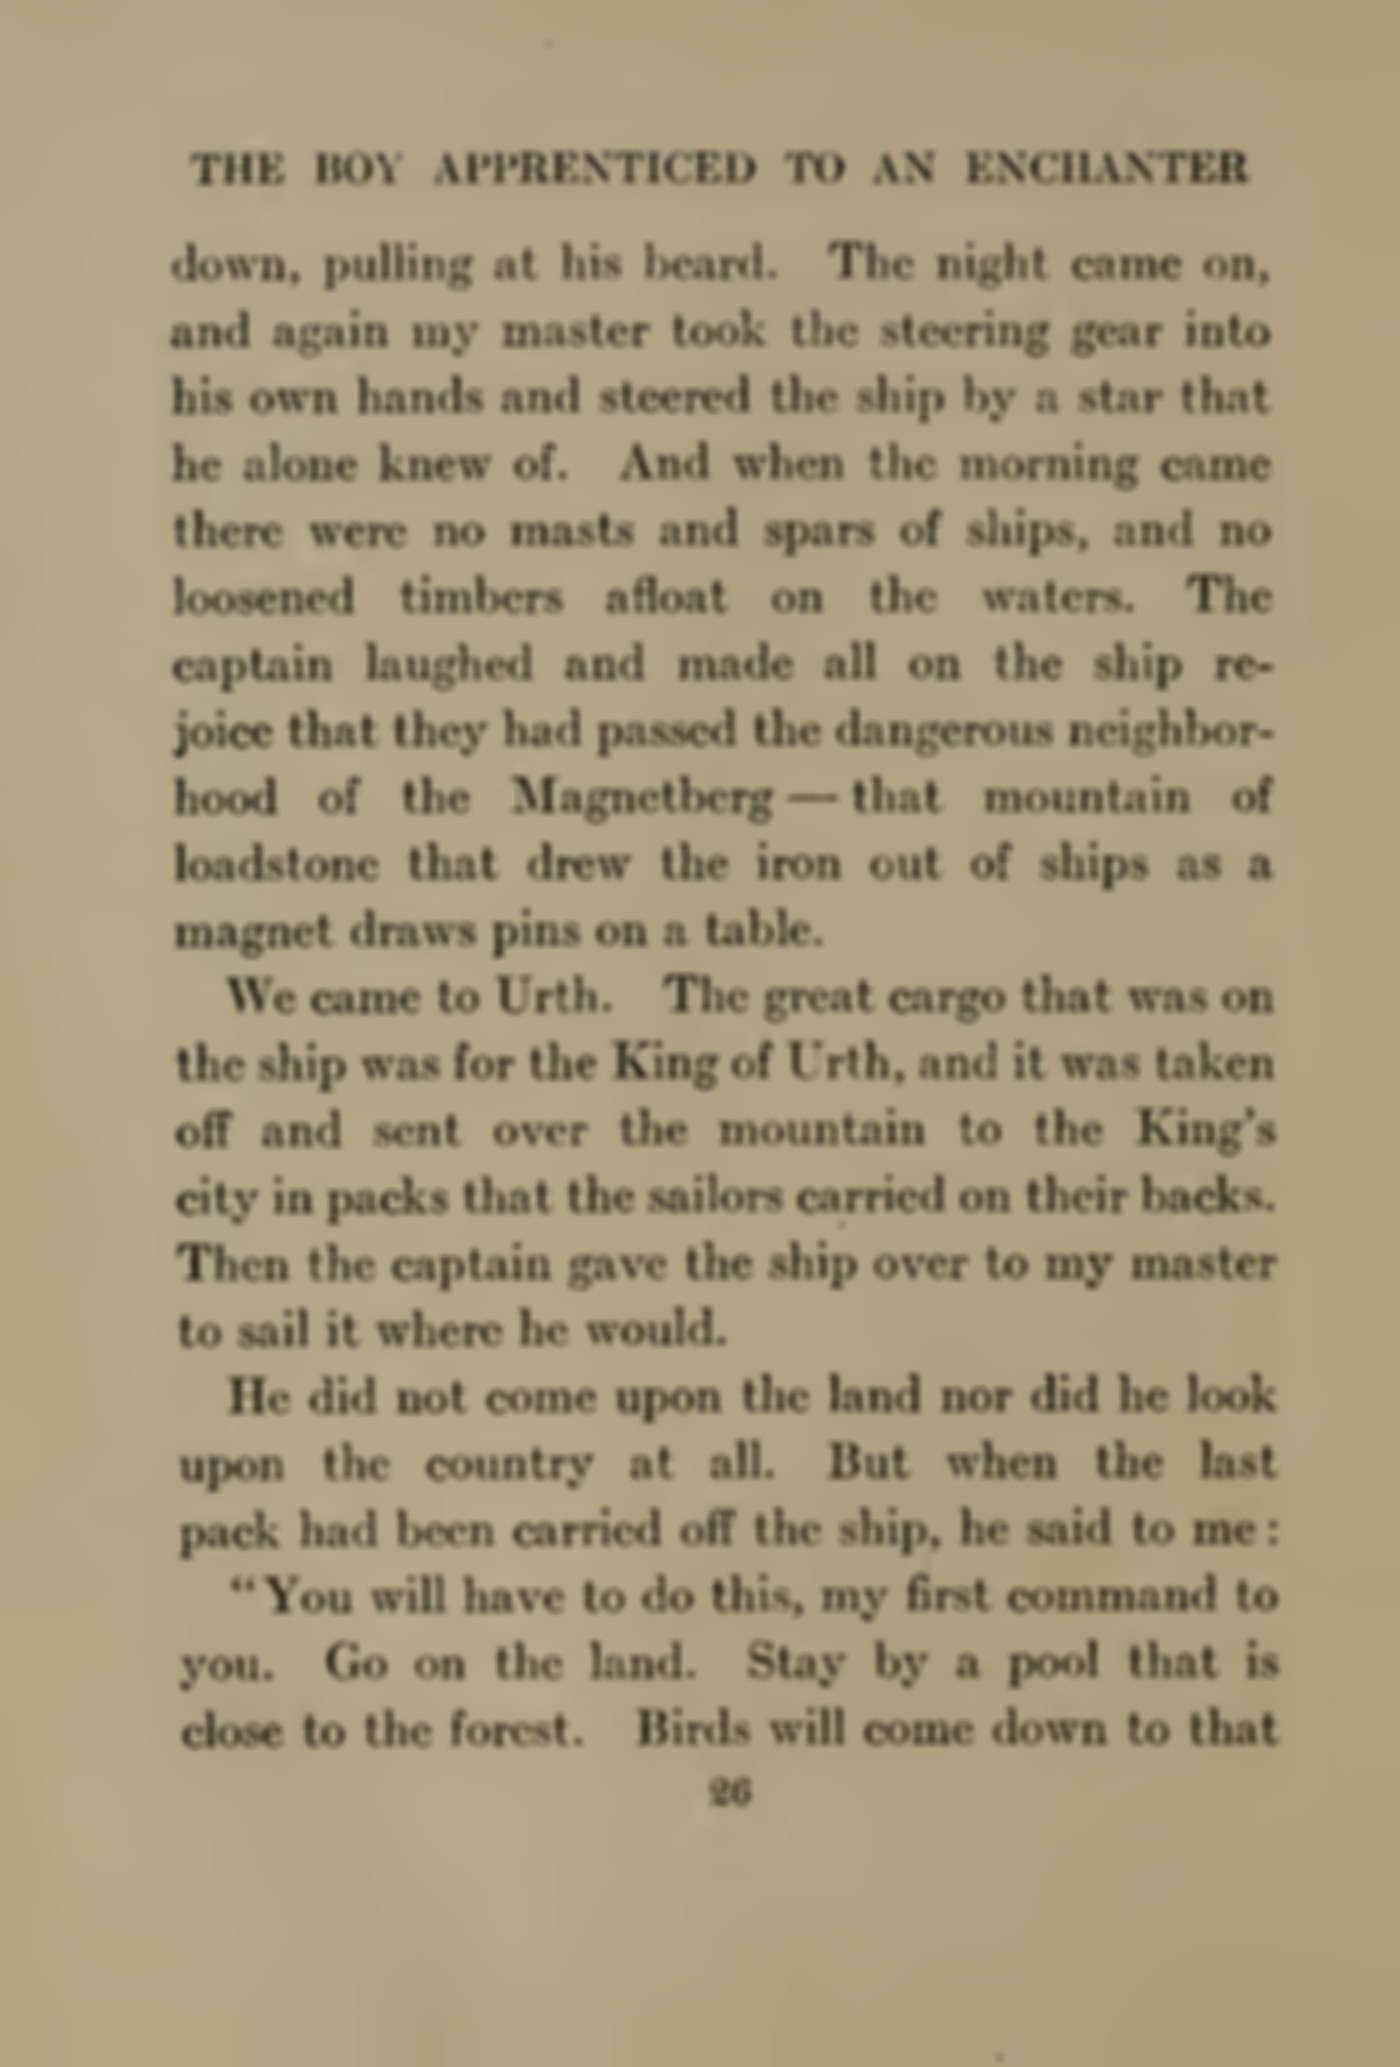 THE BOY APPRENTICED TO AN ENCHANTER
down, pulling at his beard. The night came on,
and again my master took the steering gear into
his own hands and steered the ship by a star that
he alone knew of. And when the morning came
there were no masts and spars of ships, and no
loosened timbers afloat on the waters. The
captain laughed and made all on the ship re-
joice that they had passed the dangerous neighbor-
hood of the Magnetberg — that mountain of
loadstone that drew the iron out of ships as a
magnet draws pins on a table.
We came to Urth. The great cargo that was on
the ship was for the King of Urth, and it was taken
off and sent over the mountain to the King's
city in packs that the sailors carried on their backs.
Then the captain gave the ship over to my master
to sail it where he would.
He did not come upon the land nor did he look
upon the country at all. But when the last
pack had been carried off the ship, he said to me:
"You will have to do this, my first command to
you. Go on the land. Stay by a pool that is
close to the forest. Birds will come down to that
26